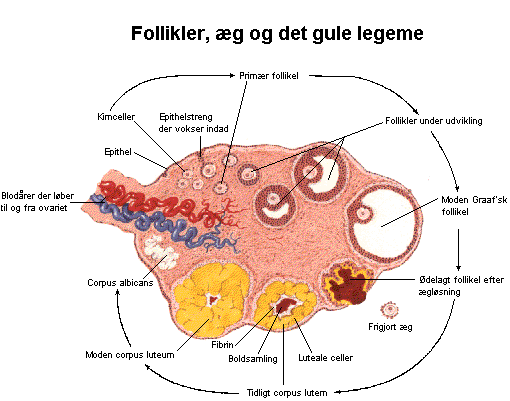 Follikler, æg og det gule legeme
Primær follikel
Kimceller
Epithelstreng
der vokser indad
Follikler under udvikling
Epithel
Blodårer der løber
til og fra ovariet
Moden Graaf'sk
follikel
Corpus albicans
Ødelagt follikel efter
ægløsning
Frigjort æg
Moden corpus luteum
Fibrin
Boldsamling
Luteale celler
Tidligt corpus lutem